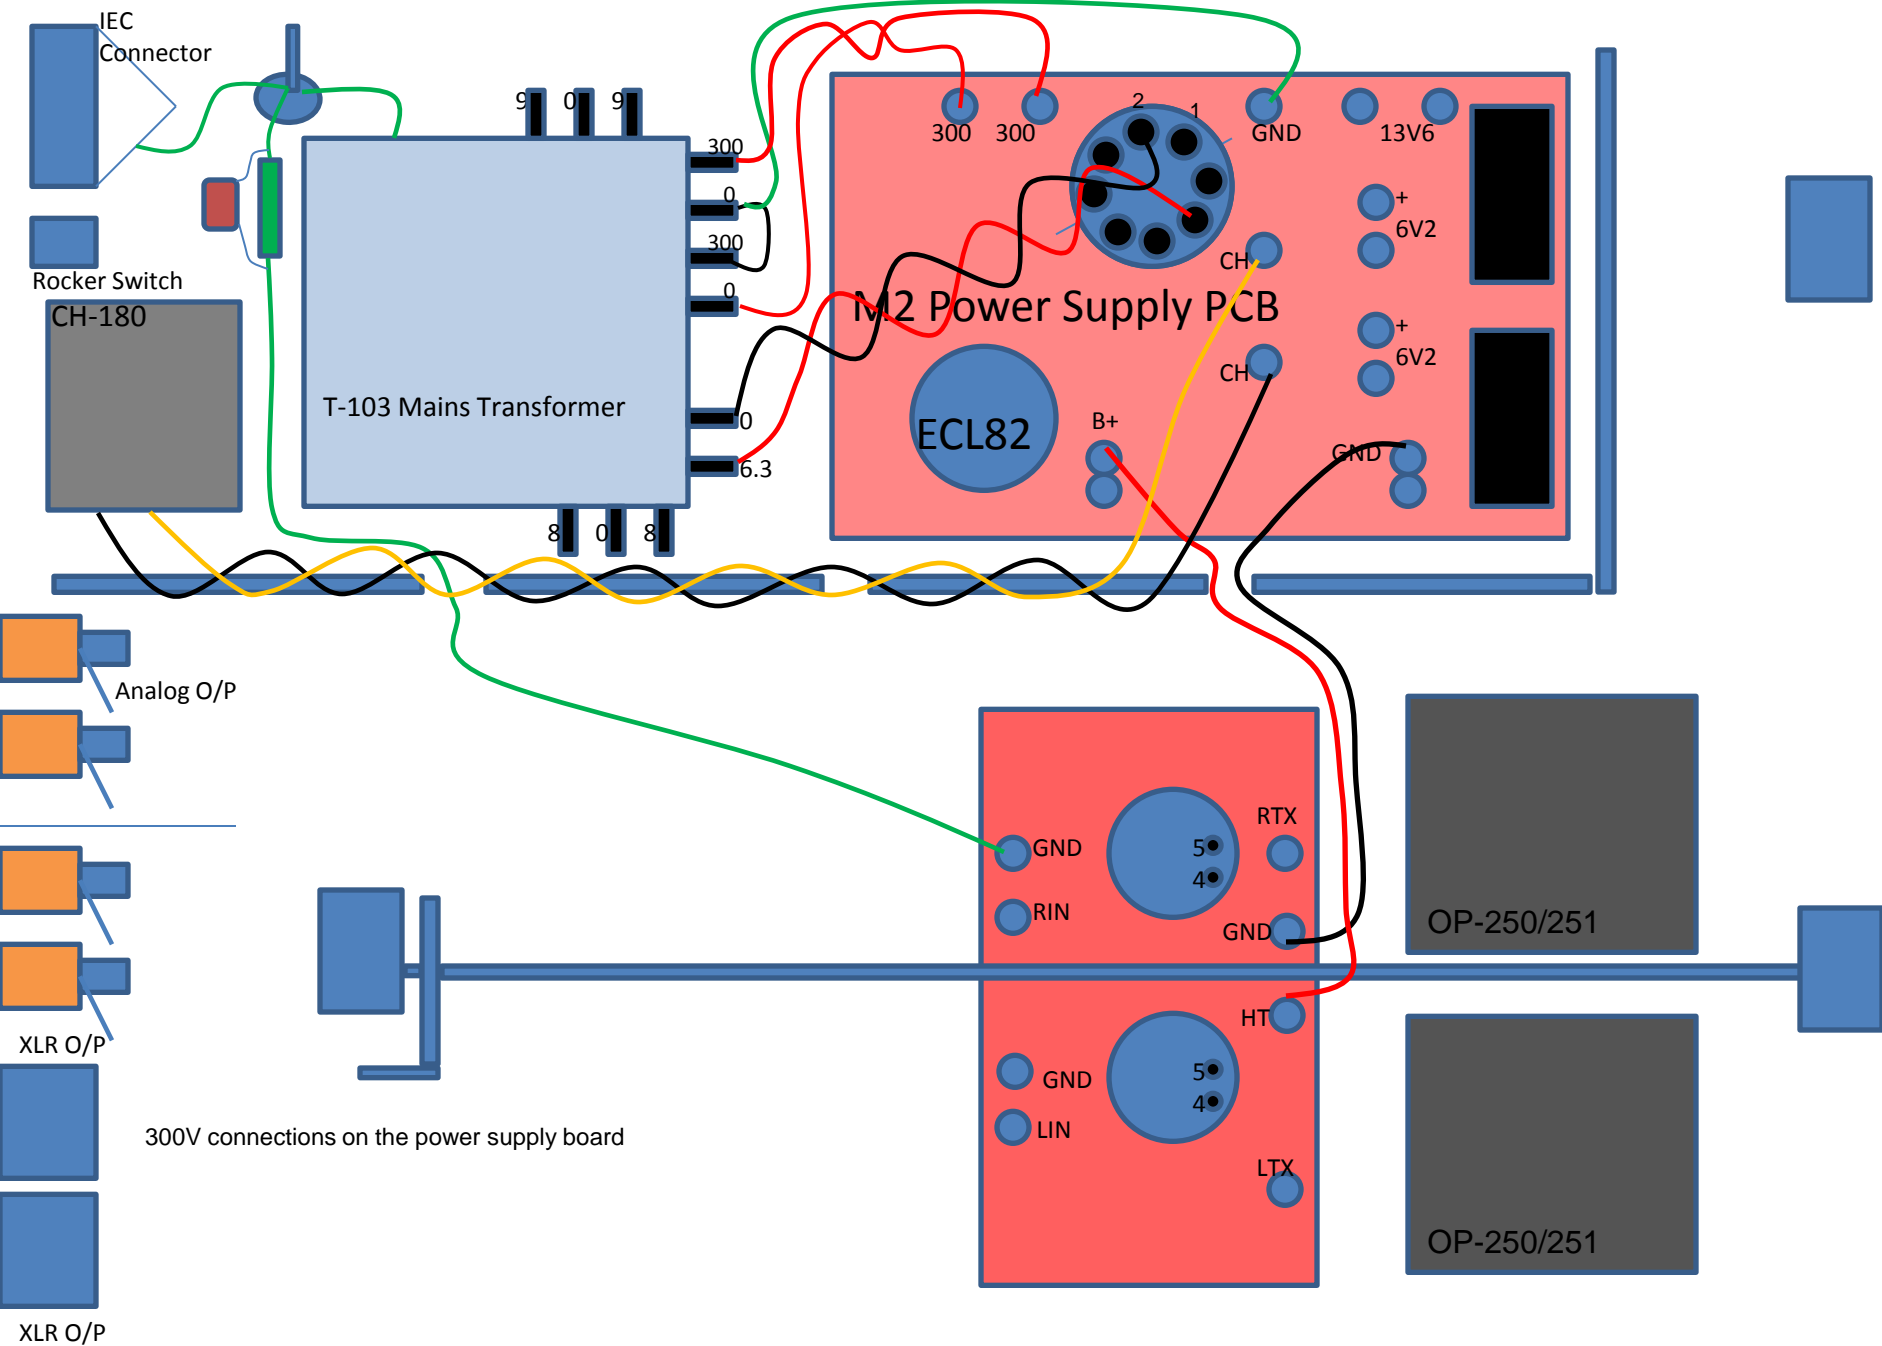 IEC
Connector
Rocker Switch
CH-180
9 0 9
300
0
300
0
0
6.3
8 0 8
T-103 Mains Transformer
300 300
2
1
GND
13V6
+
6V2
CH
M2 Power Supply PCB
+
6V2
CH
ECL82
B+
GND
Analog O/P
XLR O/P
XLR O/P
300V connections on the power supply board
RTX
GND
5
4
RIN
GND
HT
GND
5
4
LIN
LTX
OP-250/251
OP-250/251